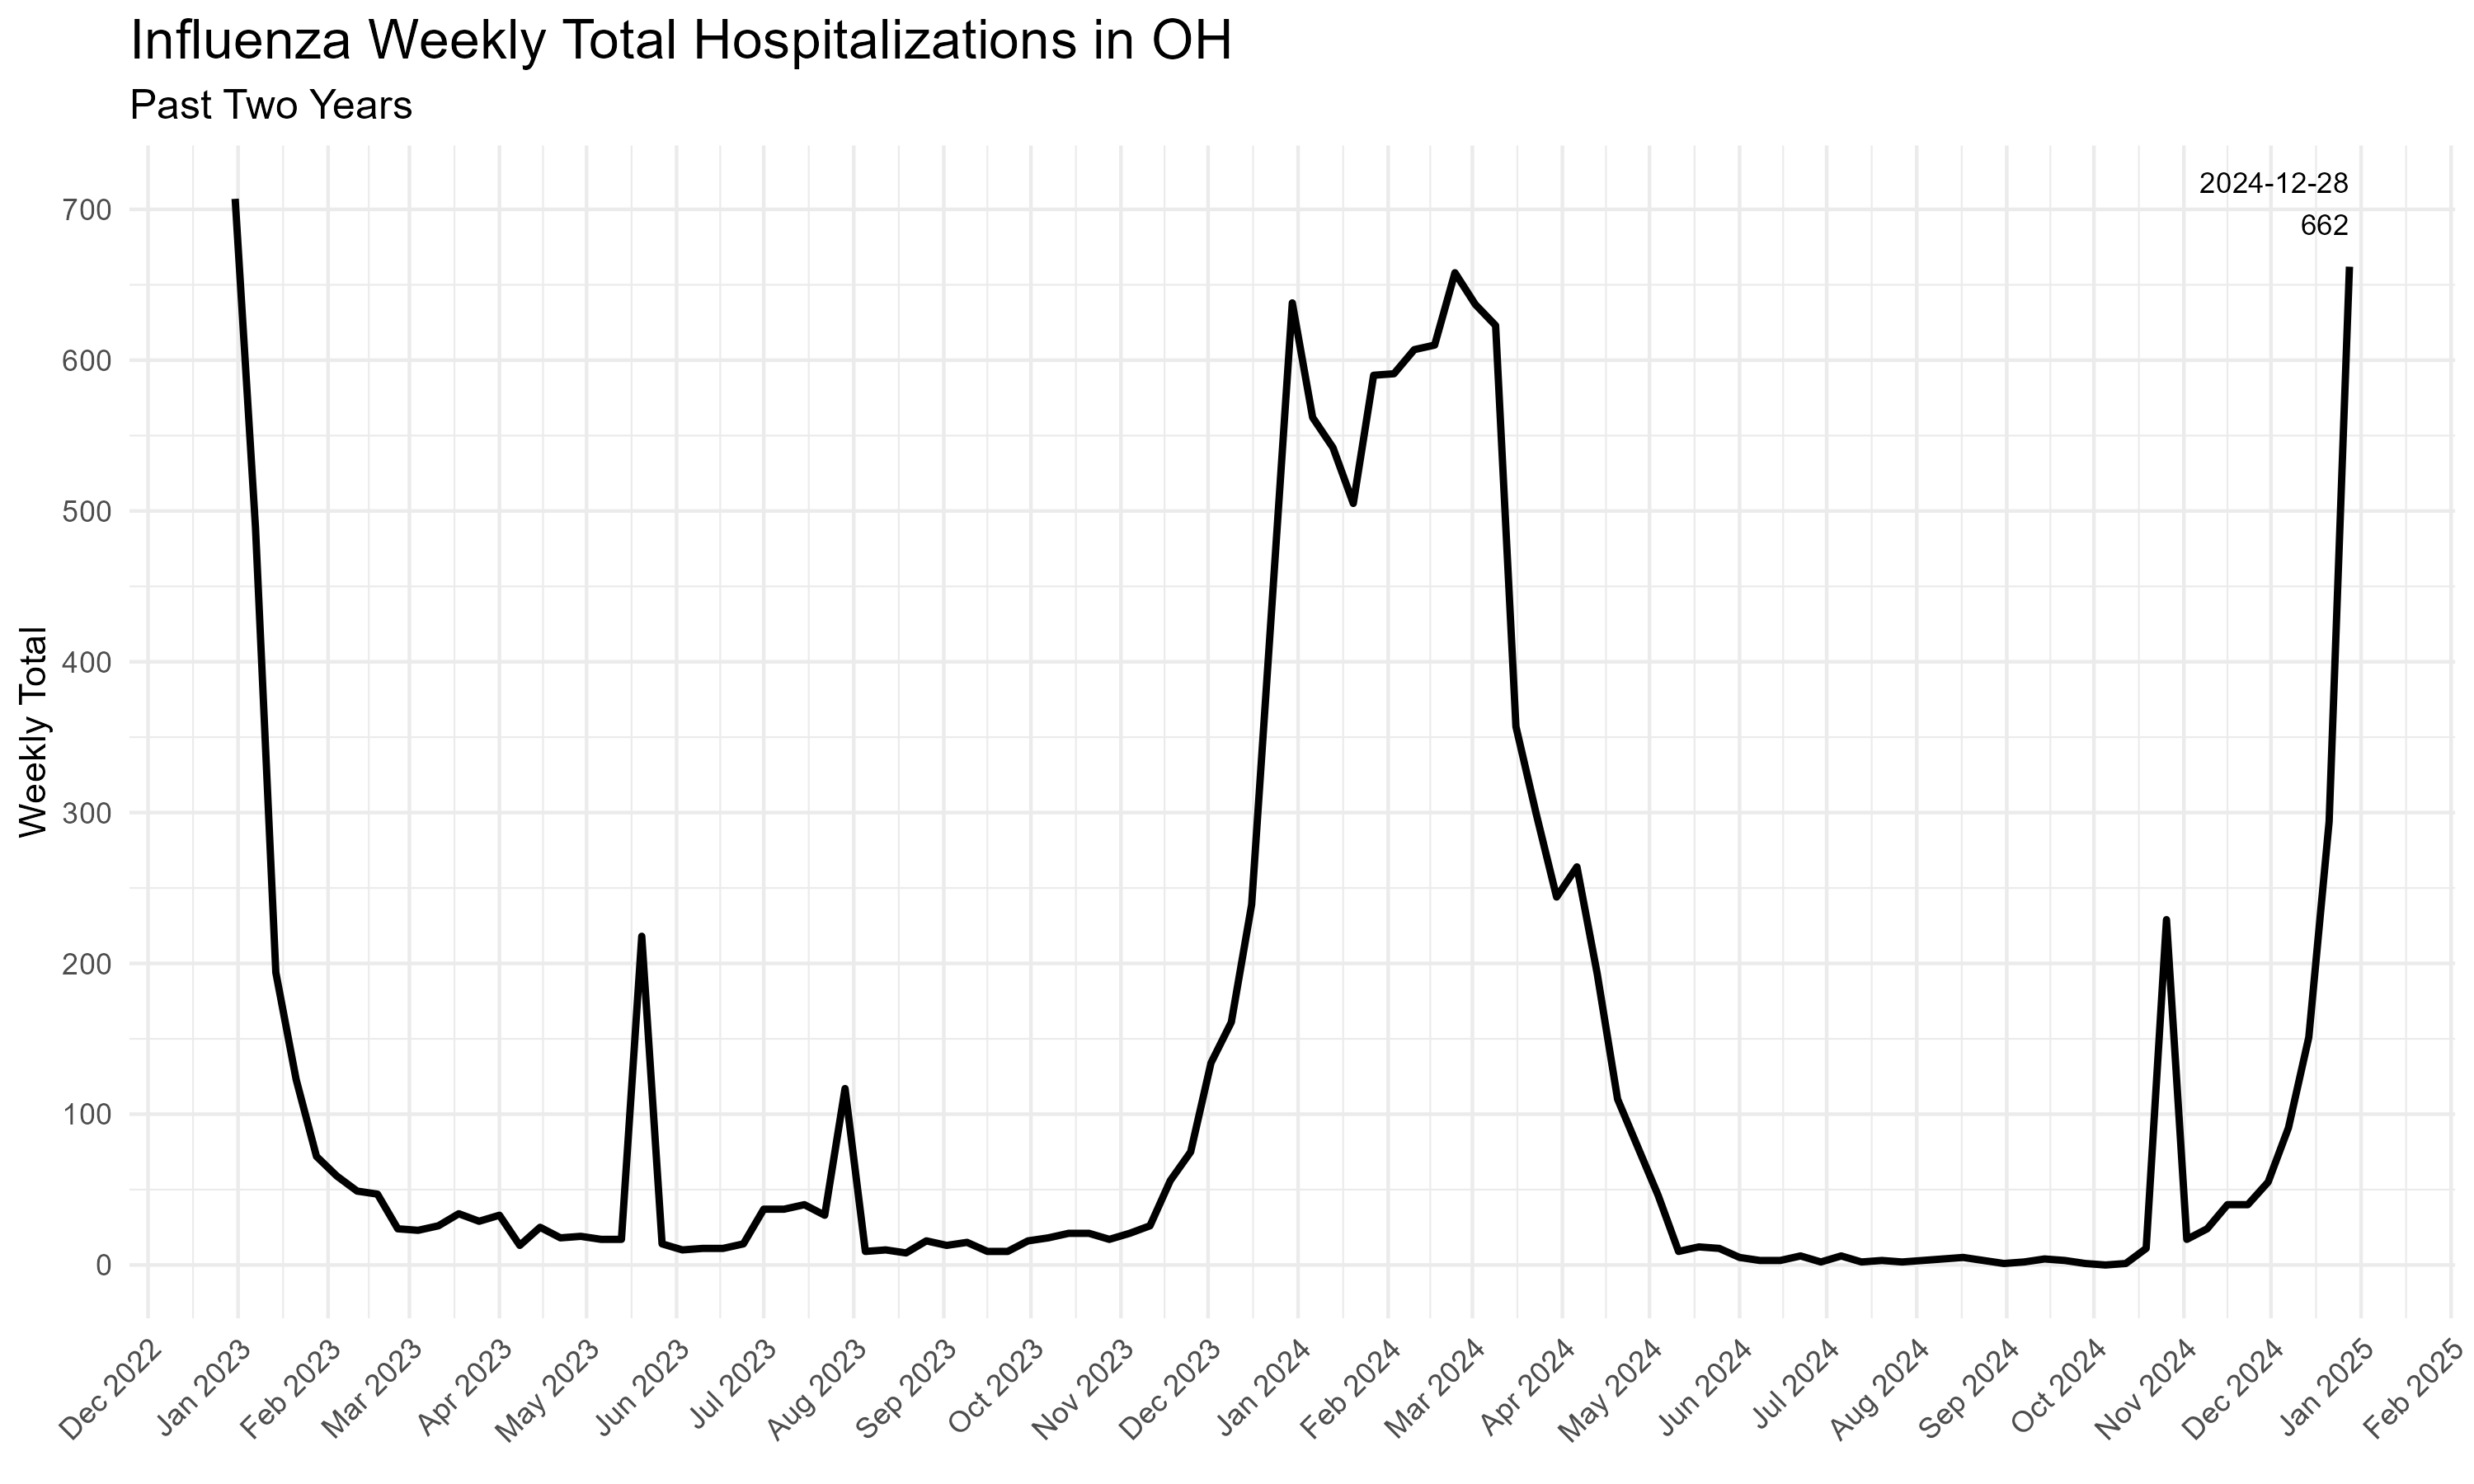 Influenza Weekly Total Hospitalizations in OH
Past Two Years
2024-12-28
662
Weekly Total
700
600
500
400
300
200
100
0
Dec 2022
Jan 2023
Feb 2023
Mar 2023
Apr 2023
May 2023
Jun 2023
Jul 2023
Aug 2023
Sep 2023
Oct 2023
Nov 2023
Dec 2023
Jan 2024
Feb 2024
Mar 2024
Apr 2024
May 2024
Jun 2024
Jul 2024
Aug 2024
Sep 2024
Oct 2024
Nov 2024
Dec 2024
Jan 2025
Feb 2025